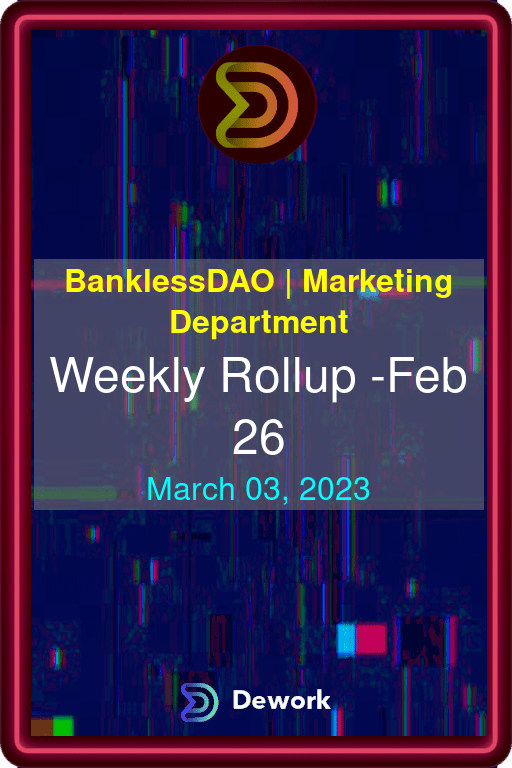 BanklessDAO | Marketing
Department
Weekly Rollup -Feb
26
March 03, 2023
Dework